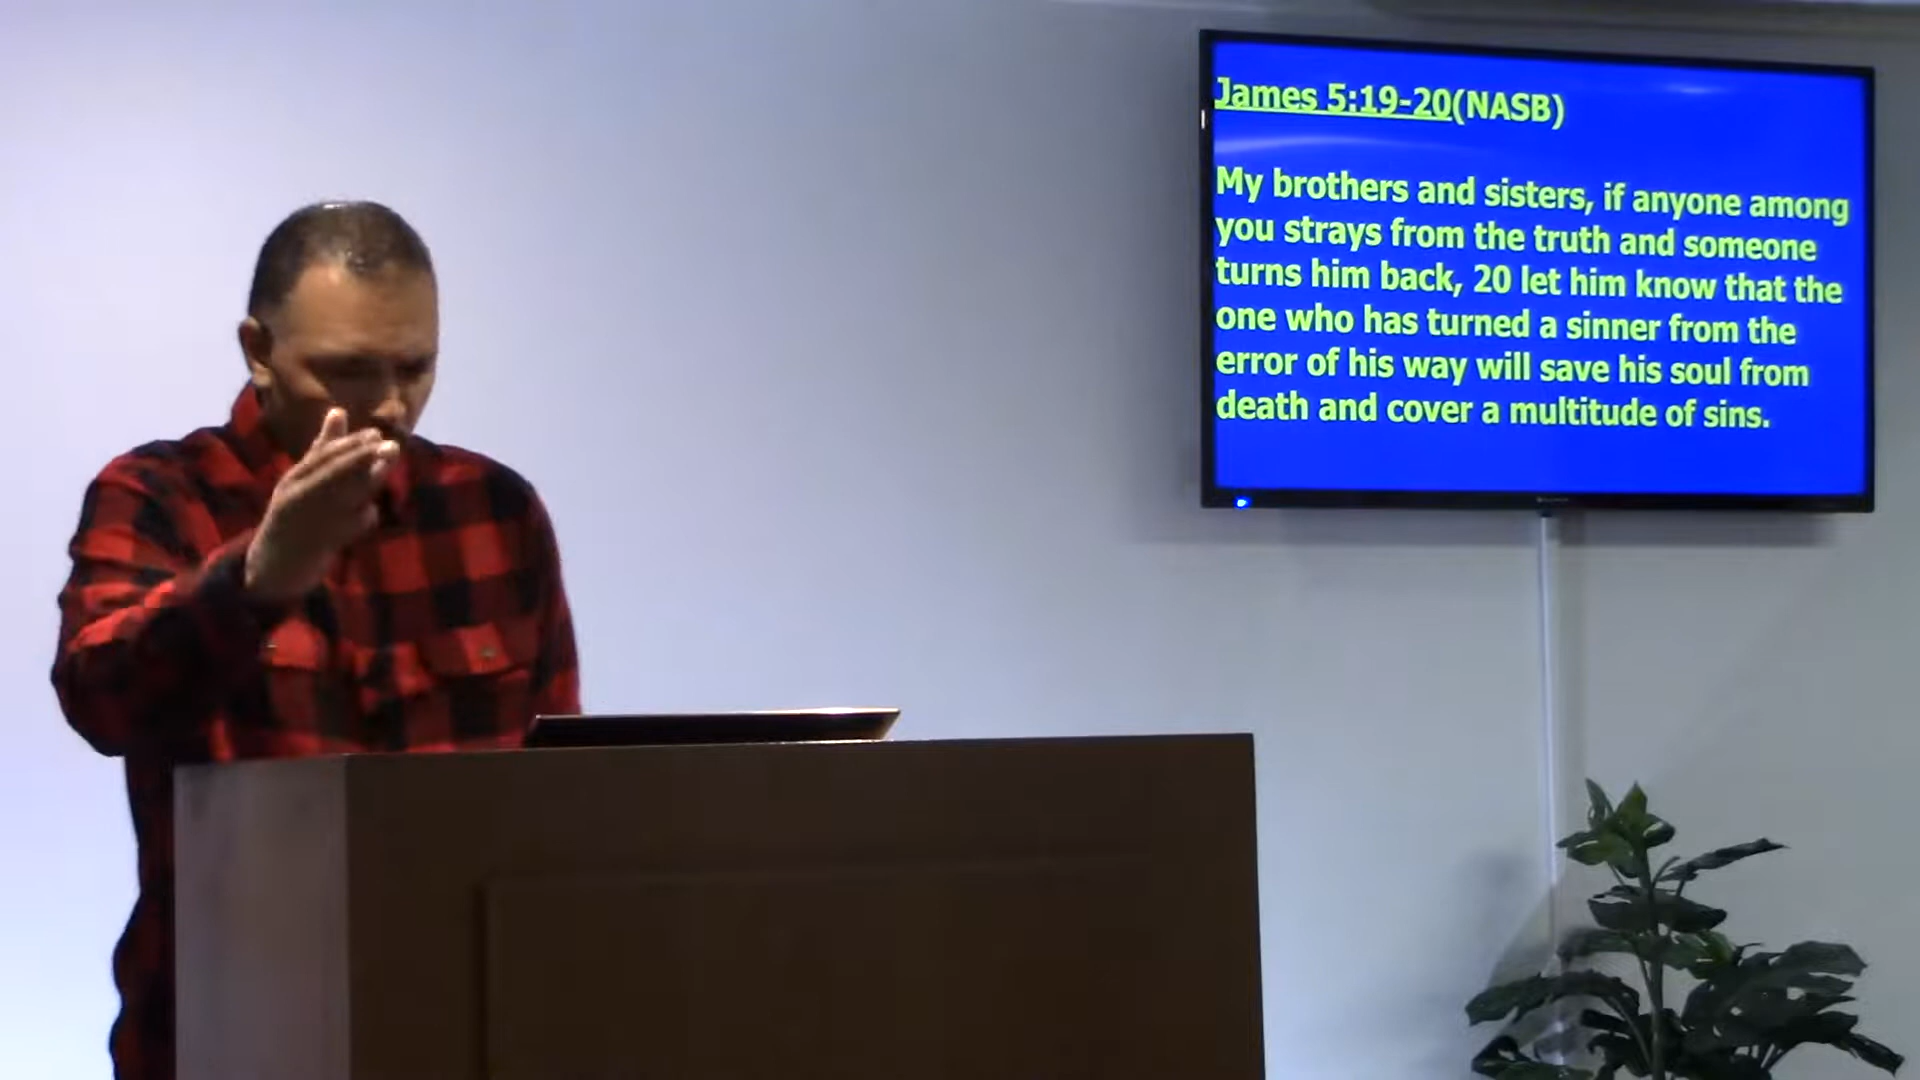 James 5:19-20(NASB)
My brothers and sisters, if anyone among
you strays from the truth and someone
turns him back, 20 let him know that the
one who has turned a sinner from the
error of his way will save his soul from
death and cover a multitude of sins.